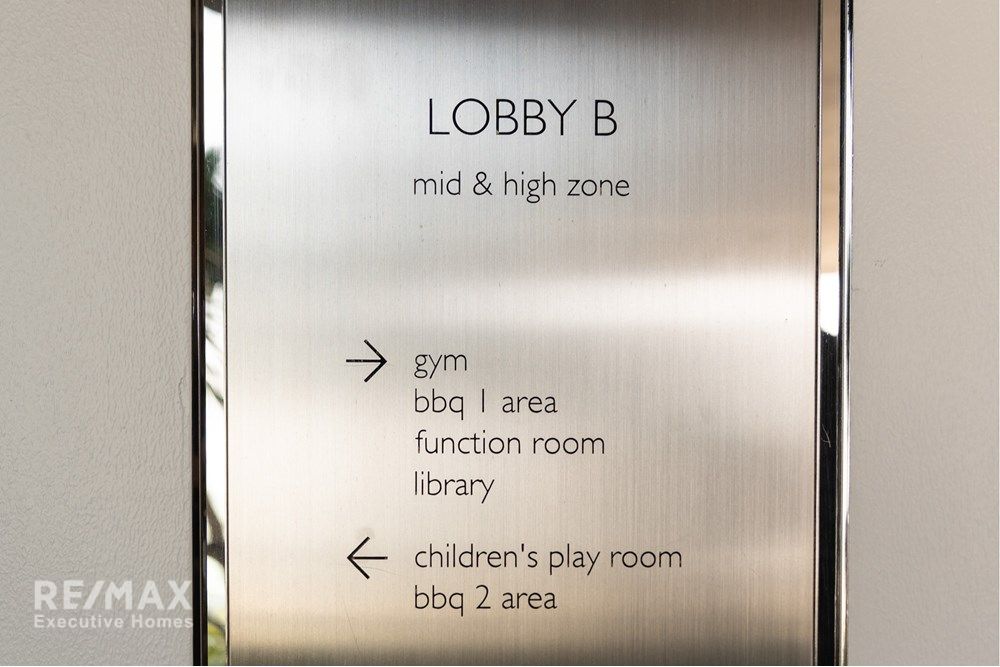 LOBBY B
mid & high zone
→ gym
bbq 1 area
function room
library
← children's play room
bbq 2 area
RE/MAX
Executive Homes